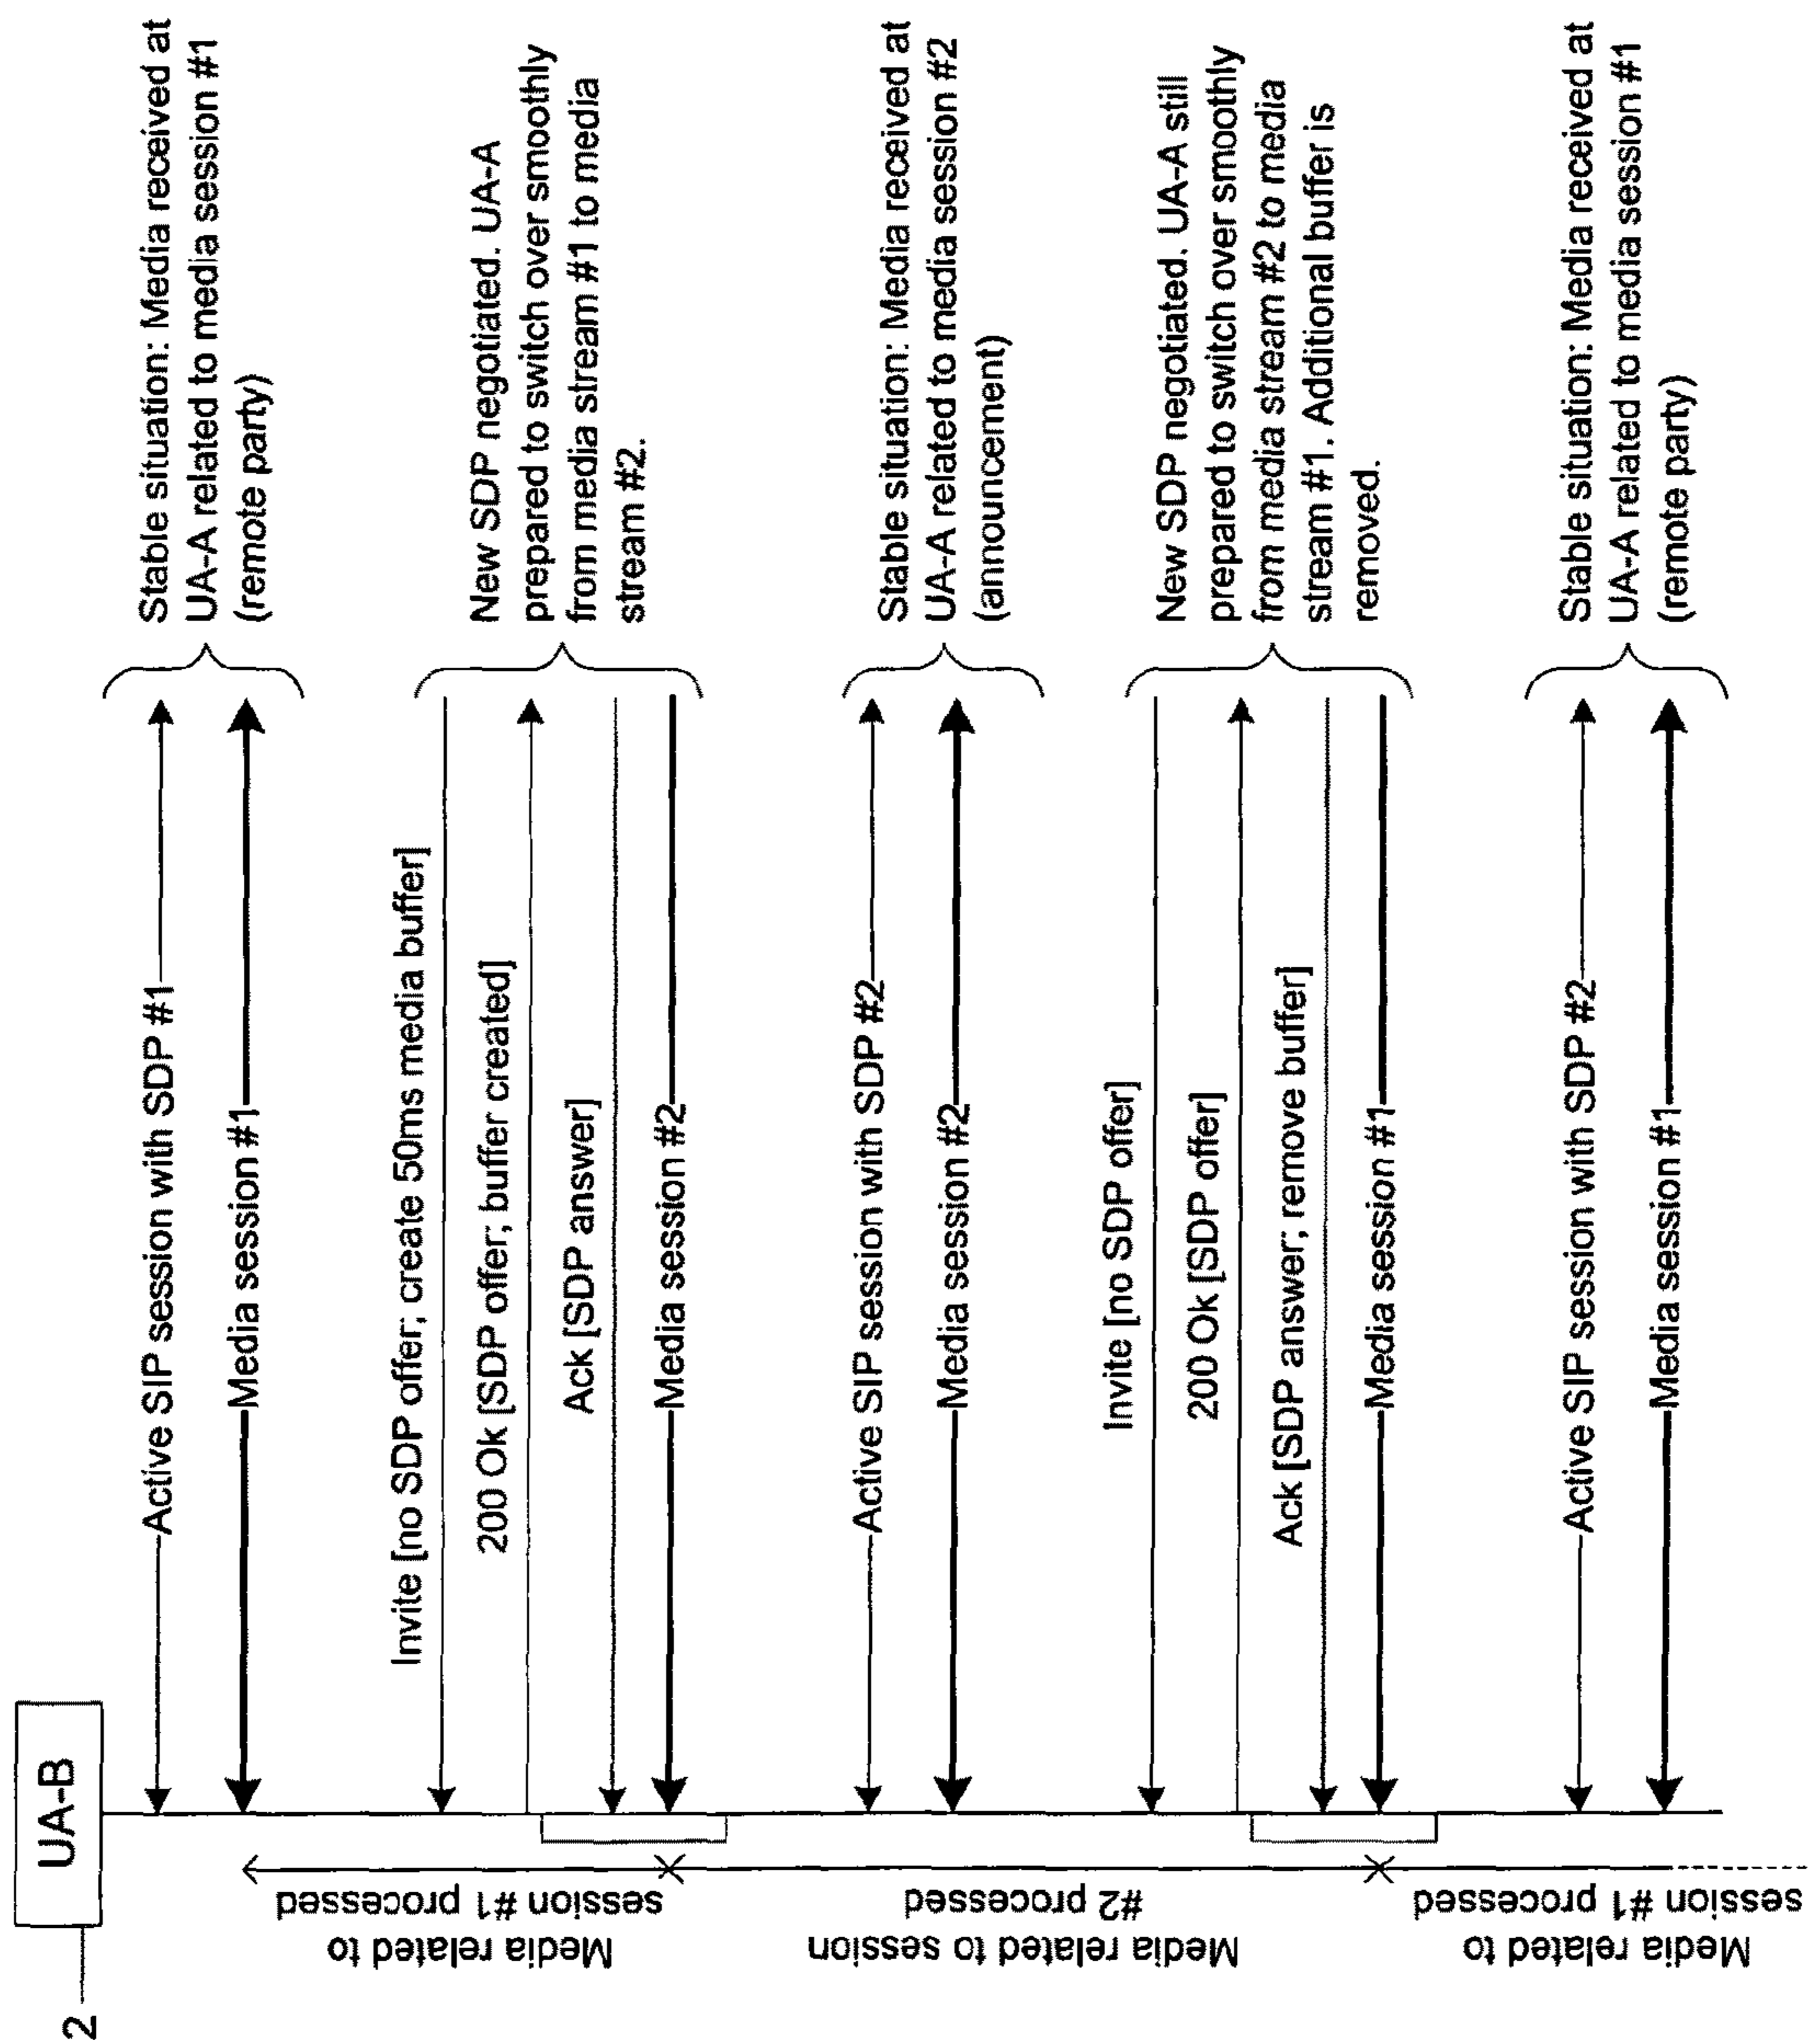 2
UA-B
Active SIP session with SDP #1
Media session #1
Stable situation: Media received at
UA-A related to media session #1
(remote party)
Invite [no SDP offer; create 50ms media buffer]
200 Ok [SDP offer; buffer created]
Ack [SDP answer]
Media session #2
New SDP negotiated. UA-A
prepared to switch over smoothly
from media stream #1 to media
stream #2.
Active SIP session with SDP #2
Media session #2
Stable situation: Media received at
UA-A related to media session #2
(announcement)
Invite [no SDP offer]
200 Ok [SDP offer]
Ack [SDP answer; remove buffer]
Media session #1
New SDP negotiated. UA-A still
prepared to switch over smoothly
from media stream #2 to media
stream #1. Additional buffer is
removed.
Active SIP session with SDP #2
Media session #1
Stable situation: Media received at
UA-A related to media session #1
(remote party)
Media related to
session #1 processed
Media related to session
#2 processed
Media related to
session #1 processed